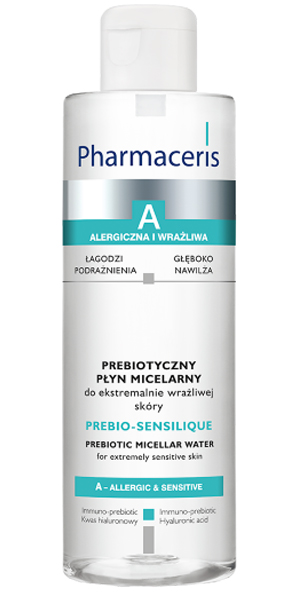 Pharmaceris
A
ALERGICZNA I WRAŻLIWA
ŁAGODZI
PODRAŻNIENIA
GŁĘBOKO
NAWILŻA
PREBIOTYCZNY
PŁYN MICELARNY
do ekstremalnie wrażliwej
skóry
PREBIO-SENSILIQUE
PREBIOTIC MICELLAR WATER
for extremely sensitive skin
A – ALLERGIC & SENSITIVE
Immuno-prebiotic
Kwas hialuronowy
Immuno-prebiotic
Hyaluronic acid